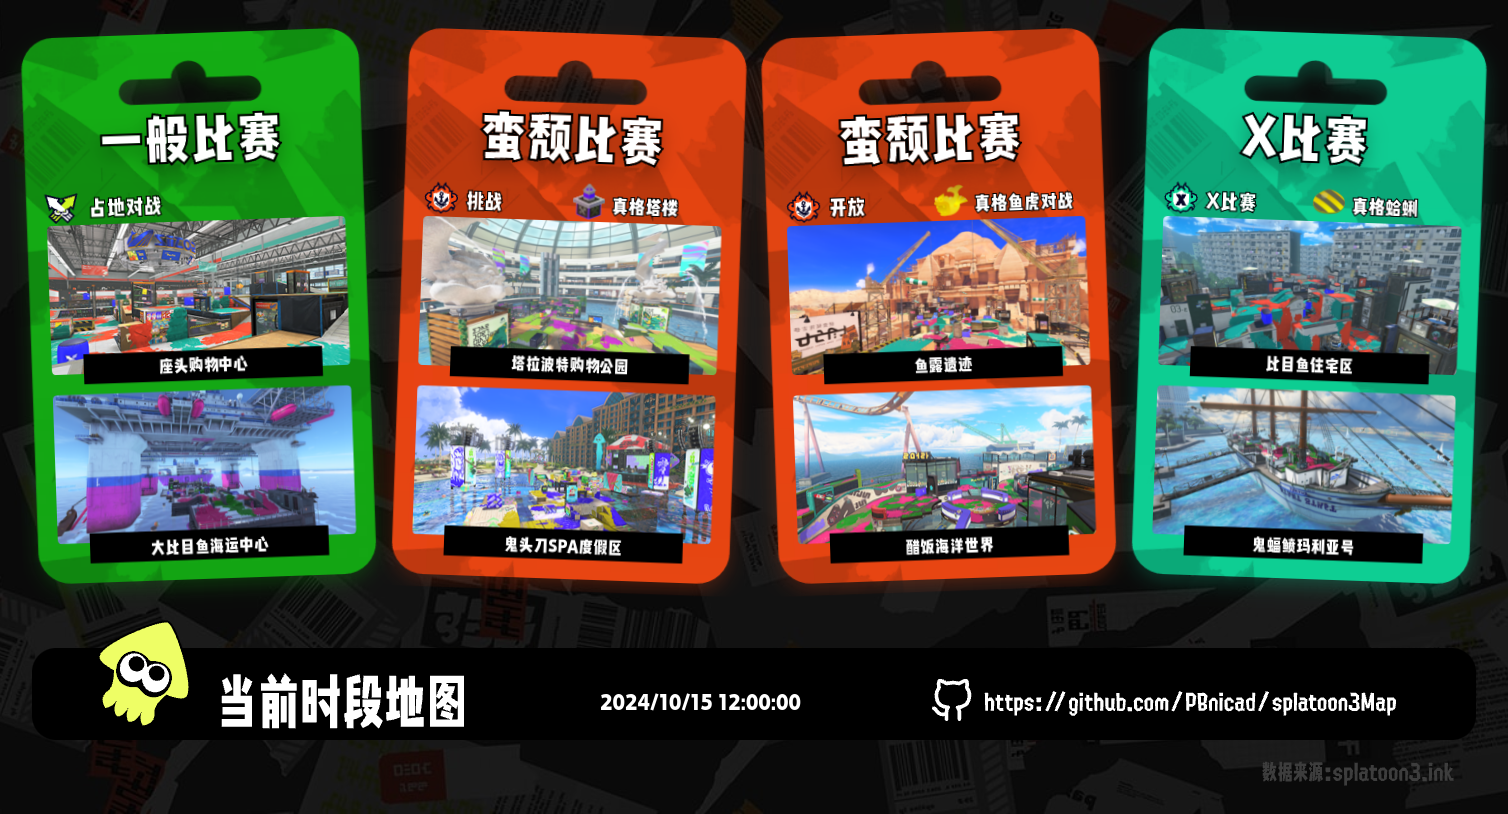 一般比赛
占地对战
座头购物中心
大比目鱼海运中心
蛮颓比赛
挑战
真格塔楼
塔拉波特购物公园
鬼头刀SPA度假区
蛮颓比赛
开放
真格鱼虎对战
鱼露遗迹
醋饭海洋世界
X比赛
X比赛
真格蛤蜊
比目鱼住宅区
鬼蝠鲼玛利亚号
当前时段地图
2024/10/15 12:00:00
https://github.com/PBnicad/splatoon3Map
数据来源:splatoon3.ink